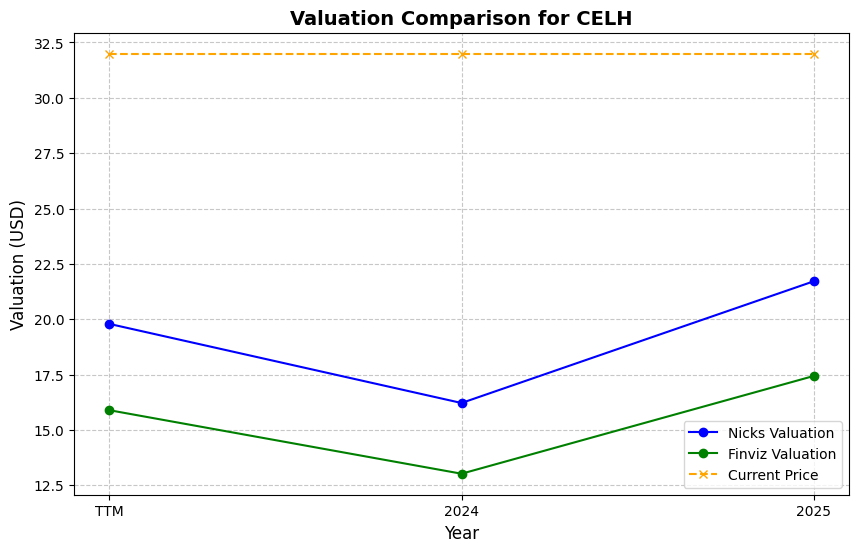 Valuation Comparison for CELH
Valuation (USD)
32.5
30.0
27.5
25.0
22.5
20.0
17.5
15.0
12.5
Nicks Valuation
Finviz Valuation
Current Price
TTM
2024
2025
Year